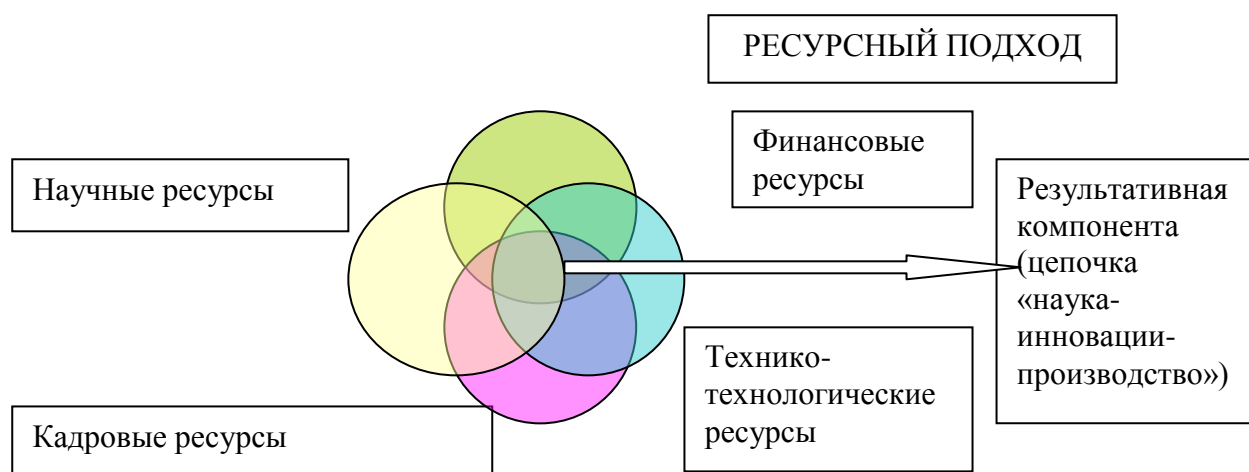 РЕСУРСНЫЙ ПОДХОД
Научные ресурсы
Финансовые
ресурсы
Результативная
компонента
(цепочка
«наука-
инновации-
производство»)
Технико-
технологические
ресурсы
Кадровые ресурсы